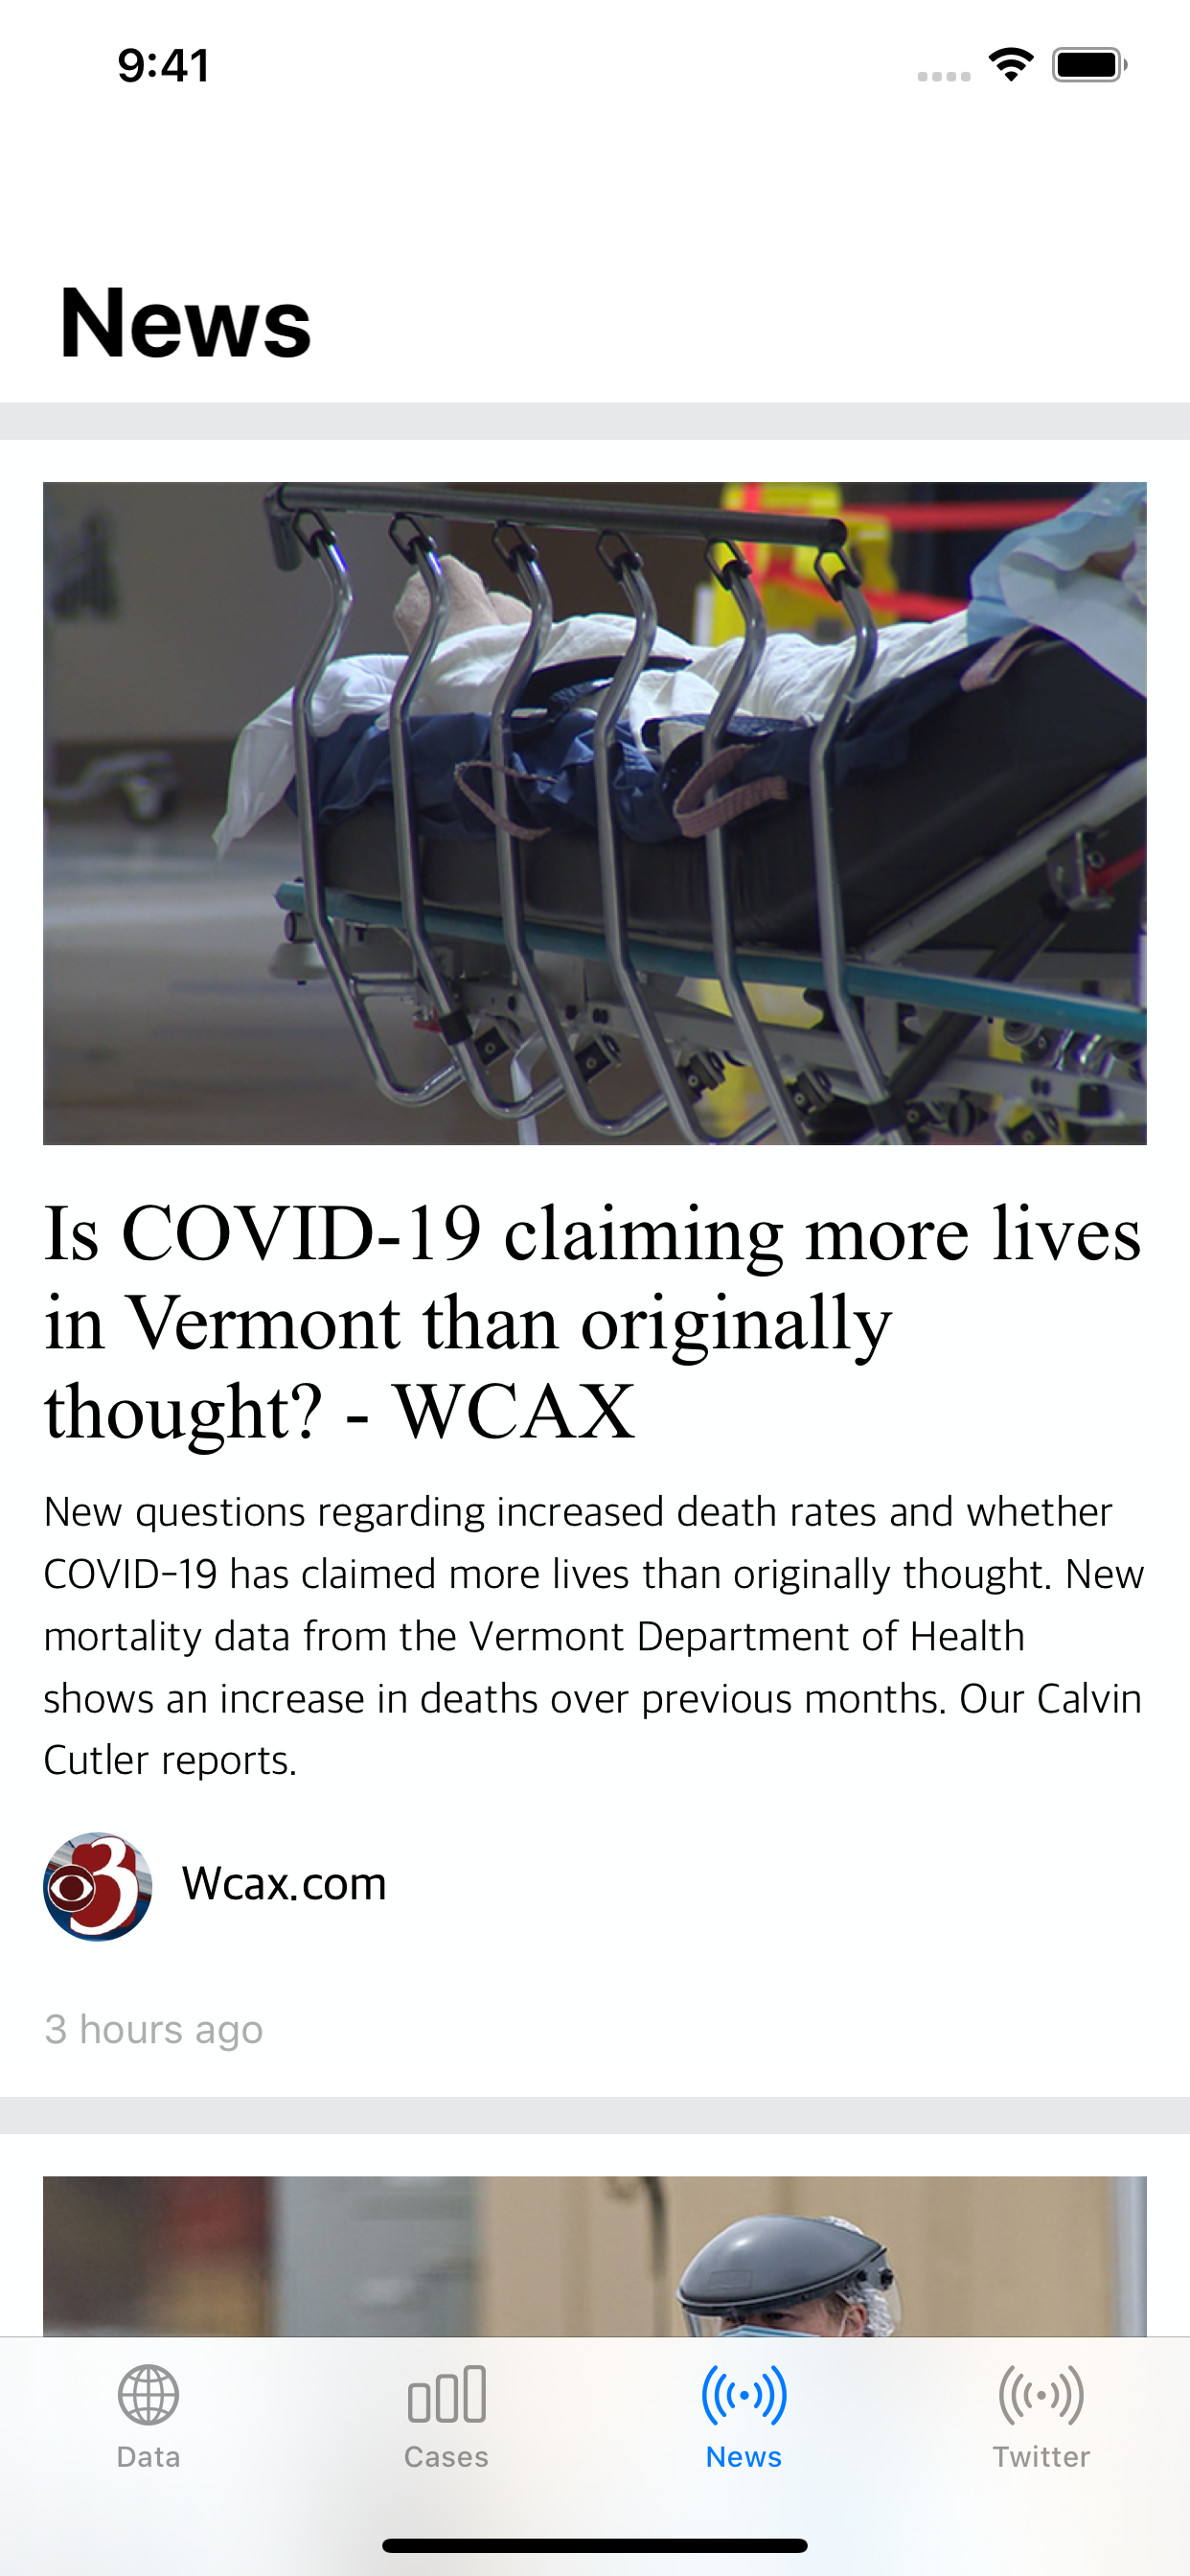 9:41
News
Is COVID-19 claiming more lives
in Vermont than originally
thought? - WCAX
New questions regarding increased death rates and whether
COVID-19 has claimed more lives than originally thought. New
mortality data from the Vermont Department of Health
shows an increase in deaths over previous months. Our Calvin
Cutler reports.
3
Wcax.com
3 hours ago
Data
Cases
News
Twitter